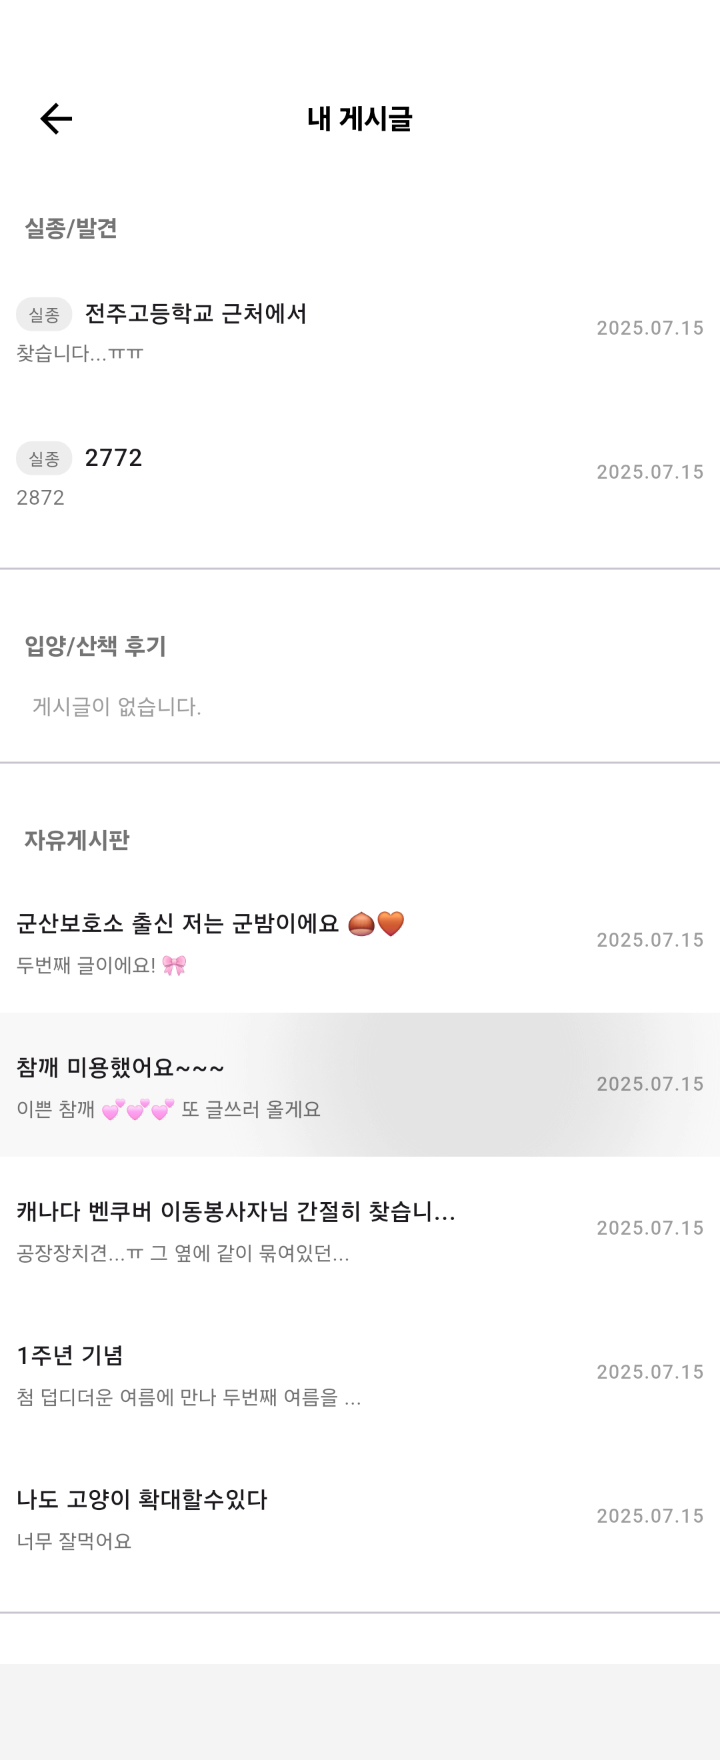 내 게시글
실종/발견
실종 전주고등학교 근처에서
찾습니다...ㅠㅠ
2025.07.15
실종 2772
2872
2025.07.15
입양/산책 후기
게시글이 없습니다.
자유게시판
군산보호소 출신 저는 군밤이에요 🌰🧡
두번째 글이에요! 🎀
2025.07.15
참깨 미용했어요~~~
이쁜 참깨 💕💕💕 또 글쓰러 올게요
2025.07.15
캐나다 벤쿠버 이동봉사자님 간절히 찾습니...
공장장치견...ㅠ 그 옆에 같이 묶여있던...
2025.07.15
1주년 기념
첨 덥디더운 여름에 만나 두번째 여름을 ...
2025.07.15
나도 고양이 확대할수있다
너무 잘먹어요
2025.07.15